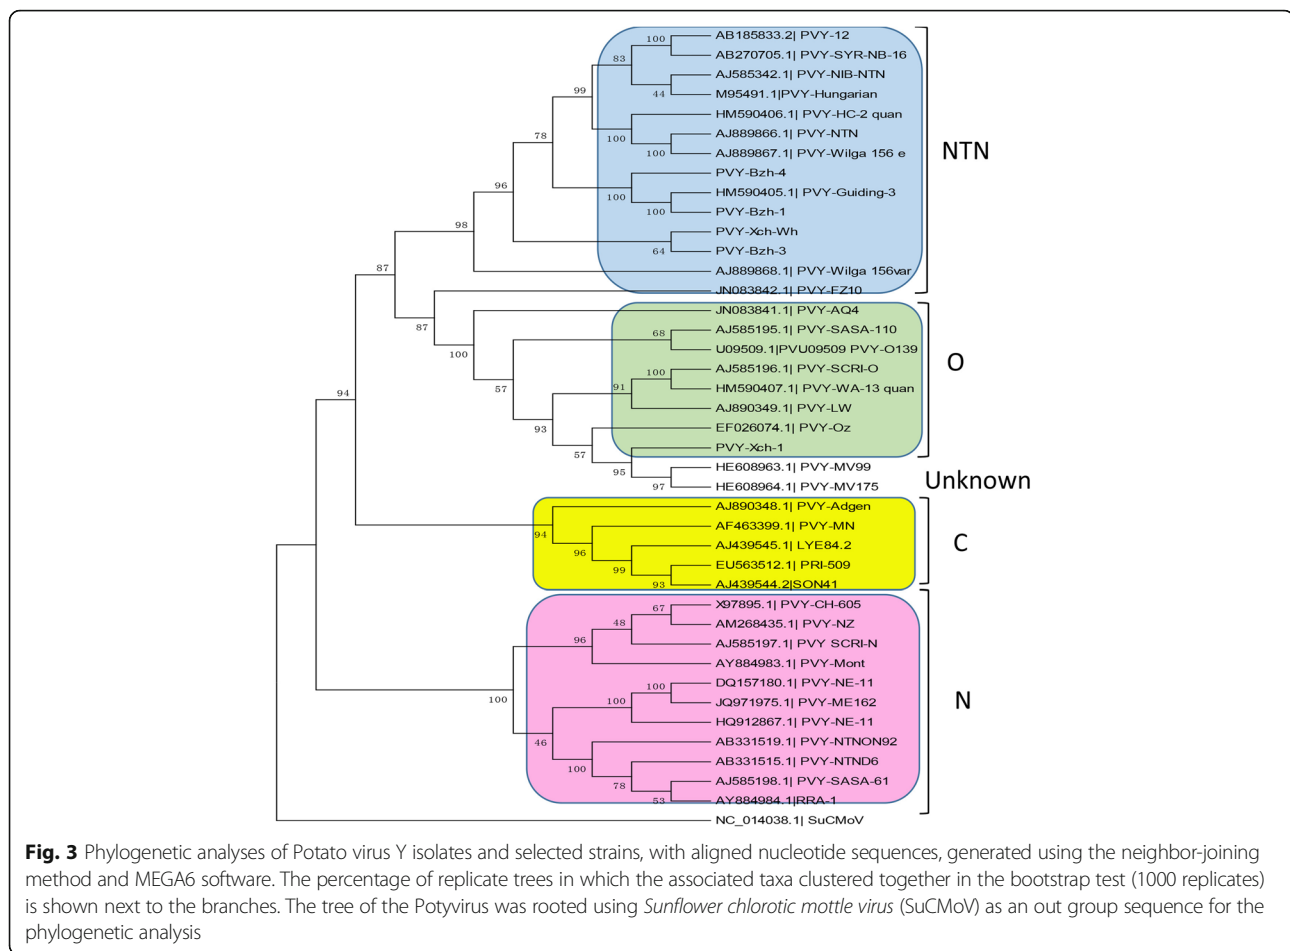 AB185833.2| PVY-12
AB270705.1| PVY-SYR-NB-16
AJ585342.1| PVY-NIB-NTN
M95491.1|PVY-Hungarian
HM590406.1| PVY-HC-2 quan
AJ889866.1| PVY-NTN
AJ889867.1| PVY-Wilga 156 e
PVY-Bzh-4
HM590405.1| PVY-Guiding-3
PVY-Bzh-1
PVY-Xch-Wh
PVY-Bzh-3
AJ889868.1| PVY-Wilga 156var
JN083842.1| PVY-FZ10
NTN
JN083841.1| PVY-AQ4
AJ585195.1| PVY-SASA-110
U09509.1|PVU09509 PVY-O139
AJ585196.1| PVY-SCRI-O
HM590407.1| PVY-WA-13 quan
AJ890349.1| PVY-LW
EF026074.1| PVY-Oz
PVY-Xch-1
O
HE608963.1| PVY-MV99
HE608964.1| PVY-MV175
Unknown
AJ890348.1| PVY-Adgen
AF463399.1| PVY-MN
AJ439545.1| LYE84.2
EU563512.1| PRI-509
AJ439544.2|SON41
C
X97895.1| PVY-CH-605
AM268435.1| PVY-NZ
AJ585197.1| PVY SCRI-N
AY884983.1| PVY-Mont
DQ157180.1| PVY-NE-11
JQ971975.1| PVY-ME162
HQ912867.1| PVY-NE-11
AB331519.1| PVY-NTNON92
AB331515.1| PVY-NTND6
AJ585198.1| PVY-SASA-61
AY884984.1|RRA-1
N
NC_014038.1| SuCMoV
100
83
44
99
100
100
78
100
100
96
64
98
87
87
68
100
100
91
57
93
57
95
97
94
94
96
99
93
67
48
96
100
100
100
46
100
78
53
Fig. 3 Phylogenetic analyses of Potato virus Y isolates and selected strains, with aligned nucleotide sequences, generated using the neighbor-joining
method and MEGA6 software. The percentage of replicate trees in which the associated taxa clustered together in the bootstrap test (1000 replicates)
is shown next to the branches. The tree of the Potyvirus was rooted using Sunflower chlorotic mottle virus (SuCMoV) as an out group sequence for the
phylogenetic analysis